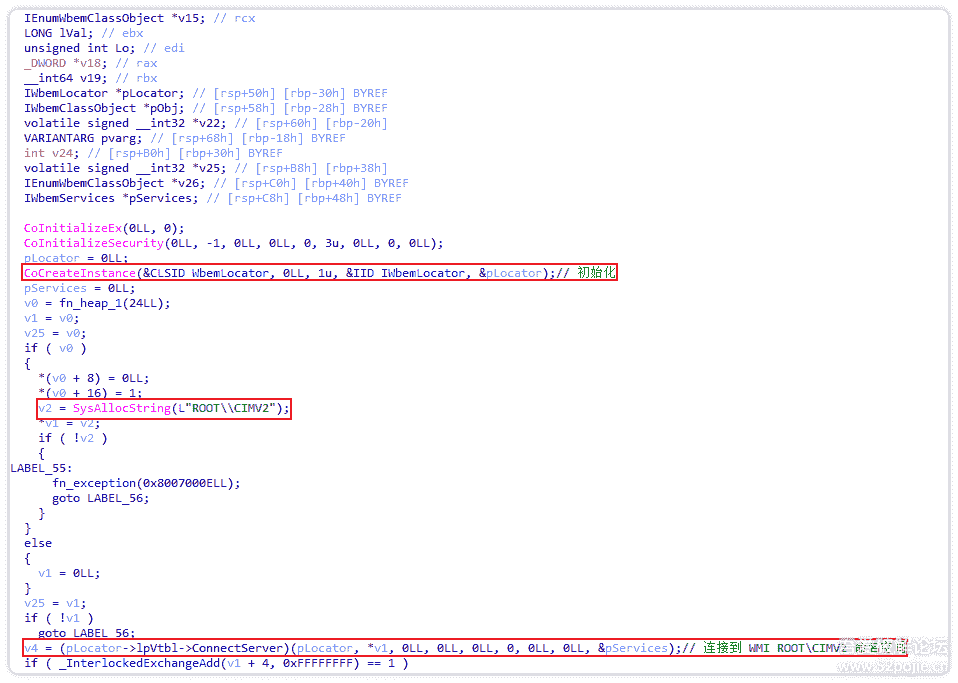 IEnumWbemClassObject *v15; // rcx
LONG lVal; // ebx
unsigned int Lo; // edi
_DWORD *v18; // rax
__int64 v19; // rbx
IWbemLocator *pLocator; // [rsp+50h] [rbp-30h] BYREF
IWbemClassObject *pObj; // [rsp+58h] [rbp-28h] BYREF
volatile signed __int32 *v22; // [rsp+60h] [rbp-20h]
VARIANTARG pvarg; // [rsp+68h] [rbp-18h] BYREF
int v24; // [rsp+B0h] [rbp+30h] BYREF
volatile signed __int32 *v25; // [rsp+B8h] [rbp+38h]
IEnumWbemClassObject *v26; // [rsp+C0h] [rbp+40h] BYREF
IWbemServices *pServices; // [rsp+C8h] [rbp+48h] BYREF
CoInitializeEx(0LL, 0);
CoInitializeSecurity(0LL, -1, 0LL, 0LL, 0, 3u, 0LL, 0, 0LL);
pLocator = 0LL;
CoCreateInstance(&CLSID_WbemLocator, 0LL, 1u, &IID_IWbemLocator, &pLocator);// 初始化
pServices = 0LL;
v0 = fn_heap_1(24LL);
v1 = v0;
v25 = v0;
if ( v0 )
{
*(v0 + 8) = 0LL;
*(v0 + 16) = 1;
v2 = SysAllocString(L"ROOT\\CIMV2");
*v1 = v2;
if ( !v2 )
{
LABEL_55:
fn_exception(0x8007000ELL);
goto LABEL_56;
}
}
else
{
v1 = 0LL;
}
v25 = v1;
if ( !v1 )
goto LABEL_56;
v4 = (pLocator->lpVtbl->ConnectServer)(pLocator, *v1, 0LL, 0LL, 0LL, 0, 0LL, 0LL, &pServices);// 连接到 WMI ROOT\CIMV2 命名空间
if ( _InterlockedExchangeAdd(v1 + 4, 0xFFFFFFFF) == 1 )
www.52pojie.cn